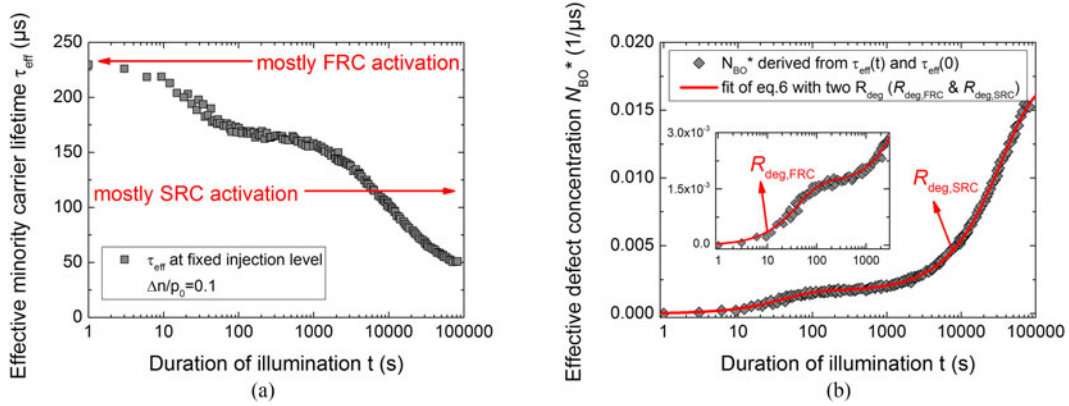 Effective minority carrier lifetime τeff (µs)
250
200
150
100
50
0
mostly FRC activation
mostly SRC activation
τeff at fixed injection level
Δn/p0=0.1
1 10 100 1000 10000 100000
Duration of illumination t (s)
(a)
Effective defect concentration NBO* (1/µs)
0.020
0.015
0.010
0.005
0.000
NBO* derived from τeff(t) and τeff(0)
fit of eq.6 with two Rdeg (Rdeg,FRC & Rdeg,SRC)
3.0x10-3
1.5x10-3
0.0
Rdeg,FRC
1 10 100 1000
Rdeg,SRC
1 10 100 1000 10000 100000
Duration of illumination t (s)
(b)